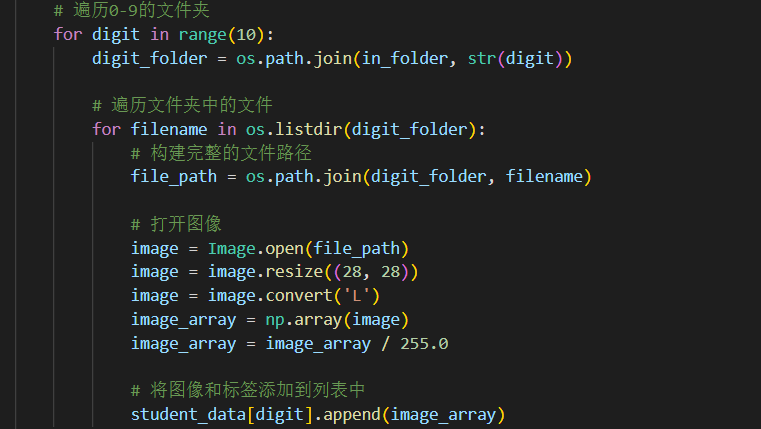 # 遍历0-9的文件夹
for digit in range(10):
digit_folder = os.path.join(in_folder, str(digit))
# 遍历文件夹中的文件
for filename in os.listdir(digit_folder):
# 构建完整的文件路径
file_path = os.path.join(digit_folder, filename)
# 打开图像
image = Image.open(file_path)
image = image.resize((28, 28))
image = image.convert('L')
image_array = np.array(image)
image_array = image_array / 255.0
# 将图像和标签添加到列表中
student_data[digit].append(image_array)